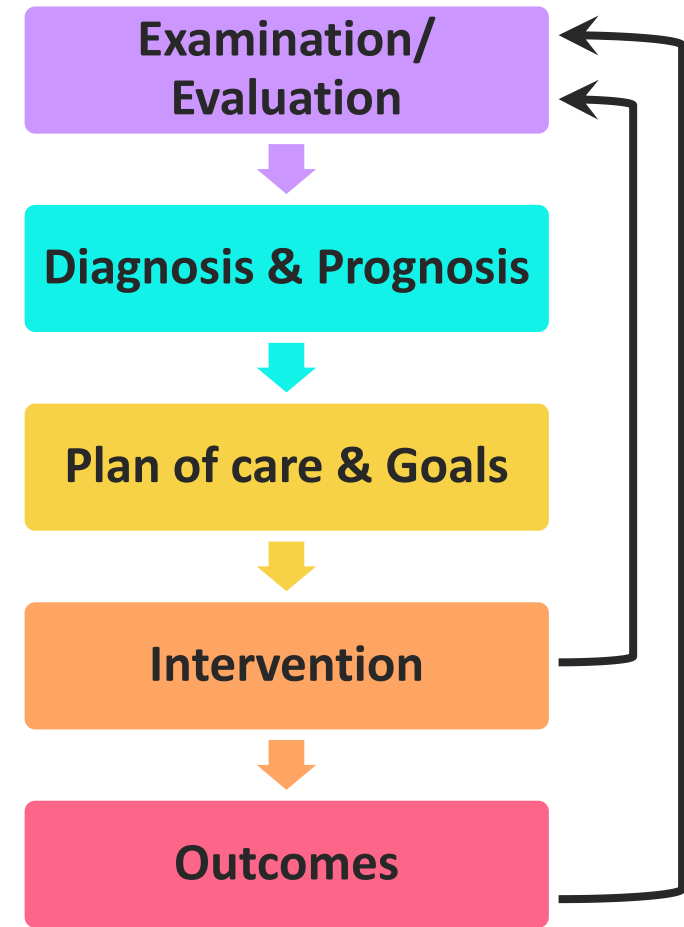 Examination/
Evaluation
Diagnosis & Prognosis
Plan of care & Goals
Intervention
Outcomes